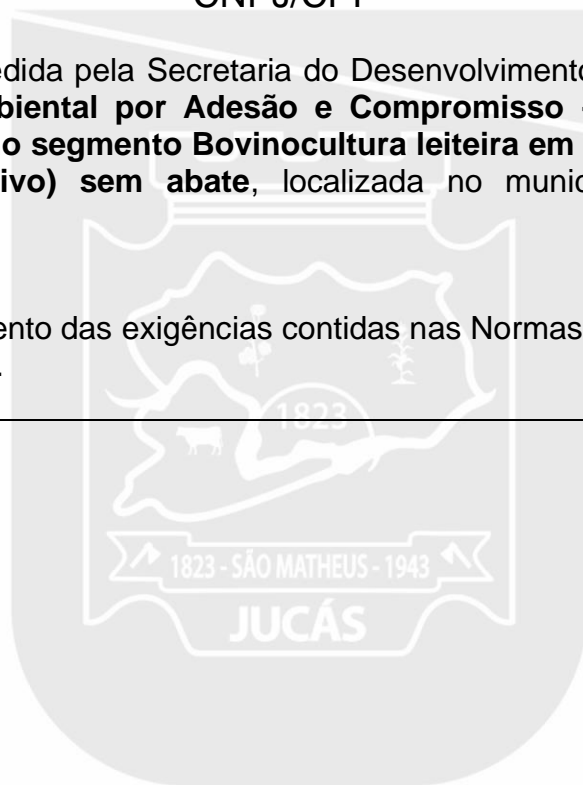 CNPJ/CPF
edida pela Secretaria do Desenvolvimento
biental por Adesão e Compromisso
o segmento Bovinocultura leiteira em
ivo) sem abate, localizada no munic
ento das exigências contidas nas Normas
.
1823
1823 - SÃO MATHEUS - 1943
JUCÁS